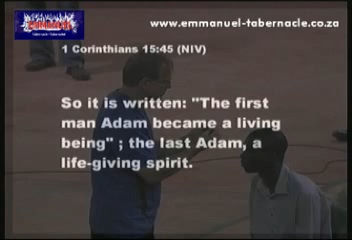 www.emmanuel-tabernacle.co.za
1 Corinthians 15:45 (NIV)
So it is written: "The first
man Adam became a living
being" ; the last Adam, a
life-giving spirit.